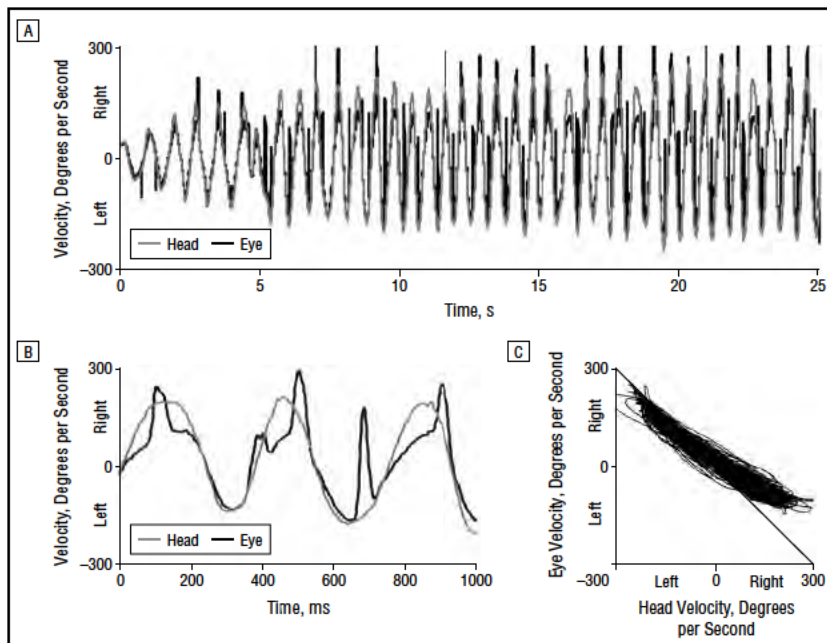 A
300
0
−300
Right
Left
Velocity, Degrees per Second
Head Eye
0 5 10 15 20 25
Time, s
B
300
0
−300
Right
Left
Velocity, Degrees per Second
Head Eye
0 200 400 600 800 1000
Time, ms
C
300
0
−300
Right
Left
Eye Velocity, Degrees per Second
Left 0 Right 300
Head Velocity, Degrees
per Second